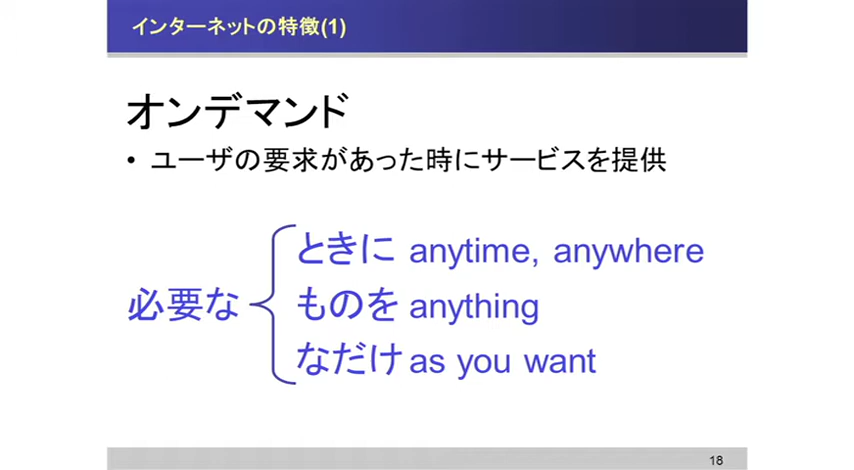 インターネットの特徴(1)
オンデマンド
• ユーザの要求があった時にサービスを提供
必要な
ときに anytime, anywhere
ものを anything
なだけ as you want
18